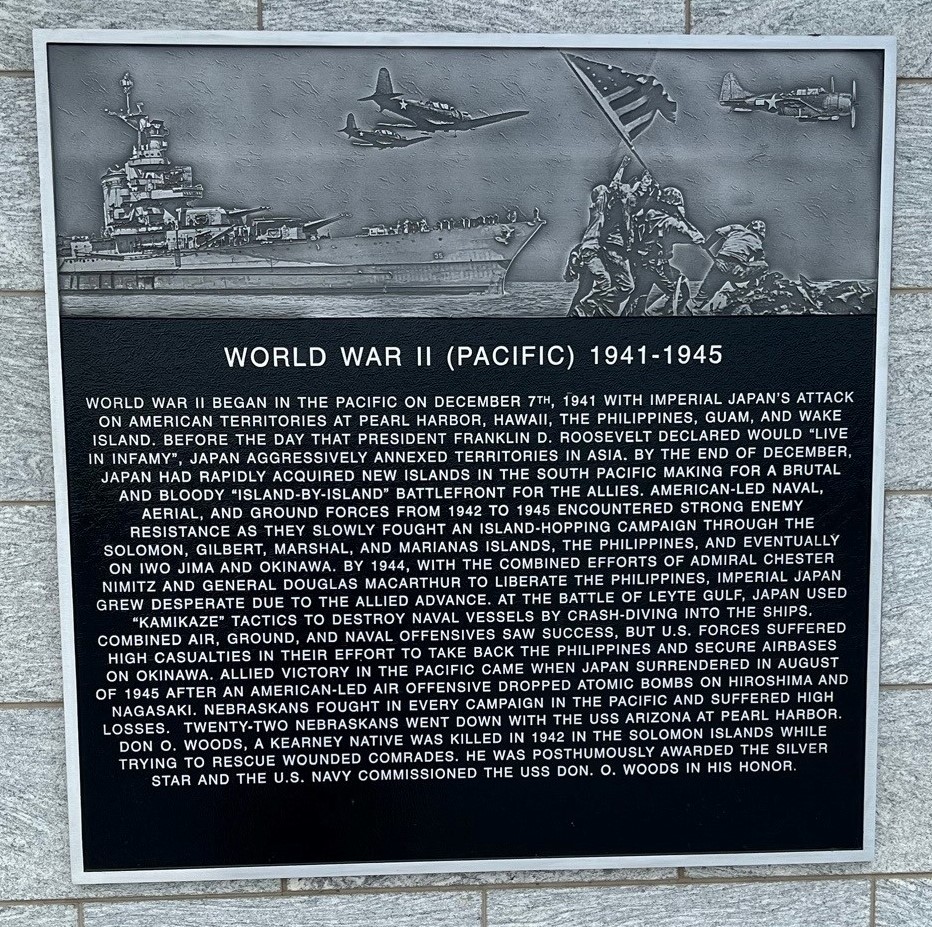 35
WORLD WAR II (PACIFIC) 1941-1945
WORLD WAR II BEGAN IN THE PACIFIC ON DECEMBER 7TH, 1941 WITH IMPERIAL JAPAN'S ATTACK
ON AMERICAN TERRITORIES AT PEARL HARBOR, HAWAII, THE PHILIPPINES, GUAM, AND WAKE
ISLAND. BEFORE THE DAY THAT PRESIDENT FRANKLIN D. ROOSEVELT DECLARED WOULD "LIVE
IN INFAMY", JAPAN AGGRESSIVELY ANNEXED TERRITORIES IN ASIA. BY THE END OF DECEMBER,
JAPAN HAD RAPIDLY ACQUIRED NEW ISLANDS IN THE SOUTH PACIFIC MAKING FOR A BRUTAL
AND BLOODY "ISLAND-BY-ISLAND" BATTLEFRONT FOR THE ALLIES. AMERICAN-LED NAVAL,
AERIAL, AND GROUND FORCES FROM 1942 TO 1945 ENCOUNTERED STRONG ENEMY
RESISTANCE AS THEY SLOWLY FOUGHT AN ISLAND-HOPPING CAMPAIGN THROUGH THE
SOLOMON, GILBERT, MARSHAL, AND MARIANAS ISLANDS, THE PHILIPPINES, AND EVENTUALLY
ON IWO JIMA AND OKINAWA. BY 1944, WITH THE COMBINED EFFORTS OF ADMIRAL CHESTER
NIMITZ AND GENERAL DOUGLAS MACARTHUR TO LIBERATE THE PHILIPPINES, IMPERIAL JAPAN
GREW DESPERATE DUE TO THE ALLIED ADVANCE. AT THE BATTLE OF LEYTE GULF, JAPAN USED
"KAMIKAZE" TACTICS TO DESTROY NAVAL VESSELS BY CRASH-DIVING INTO THE SHIPS.
COMBINED AIR, GROUND, AND NAVAL OFFENSIVES SAW SUCCESS, BUT U.S. FORCES SUFFERED
HIGH CASUALTIES IN THEIR EFFORT TO TAKE BACK THE PHILIPPINES AND SECURE AIRBASES
ON OKINAWA. ALLIED VICTORY IN THE PACIFIC CAME WHEN JAPAN SURRENDERED IN AUGUST
OF 1945 AFTER AN AMERICAN-LED AIR OFFENSIVE DROPPED ATOMIC BOMBS ON HIROSHIMA AND
NAGASAKI. NEBRASKANS FOUGHT IN EVERY CAMPAIGN IN THE PACIFIC AND SUFFERED HIGH
LOSSES. TWENTY-TWO NEBRASKANS WENT DOWN WITH THE USS ARIZONA AT PEARL HARBOR.
DON O. WOODS, A KEARNEY NATIVE WAS KILLED IN 1942 IN THE SOLOMON ISLANDS WHILE
TRYING TO RESCUE WOUNDED COMRADES. HE WAS POSTHUMOUSLY AWARDED THE SILVER
STAR AND THE U.S. NAVY COMMISSIONED THE USS DON. O. WOODS IN HIS HONOR.